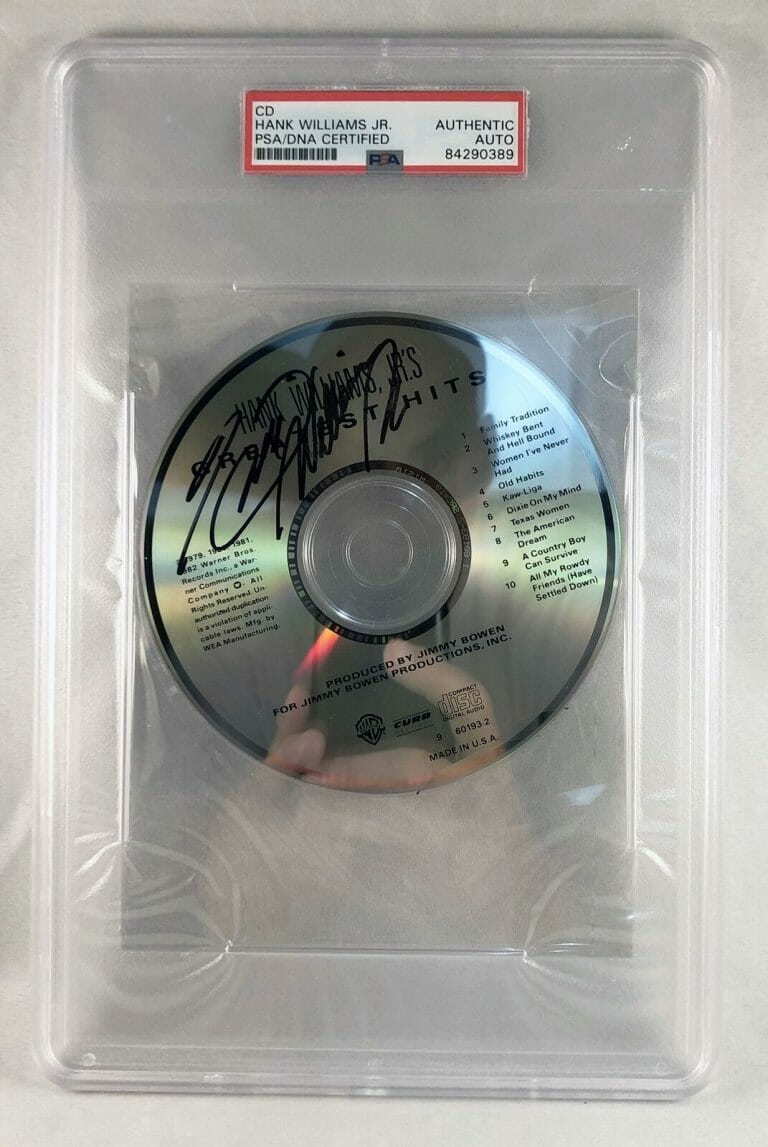 CD
HANK WILLIAMS JR. AUTHENTIC
PSA/DNA CERTIFIED AUTO
PSA 84290389
HANK WILLIAMS, JR.'S
GREATEST HITS
1 Family Tradition
2 Whiskey Bent
And Hell Bound
3 Women I've Never
Had
4 Old Habits
5 Kaw-Liga
6 Dixie On My Mind
7 Texas Women
8 The American
Dream
9 A Country Boy
Can Survive
10 All My Rowdy
Friends (Have
Settled Down)
1979, 1981,
1982 Warner Bros.
Records Inc., a War-
ner Communications
Company. All
Rights Reserved. Un-
authorized duplication
is a violation of appli-
cable laws. Mfg. by
WEA Manufacturing.
PRODUCED BY JIMMY BOWEN
FOR JIMMY BOWEN PRODUCTIONS, INC.
CURB
COMPACT
disc
DIGITAL AUDIO
9 60193-2
MADE IN U.S.A.